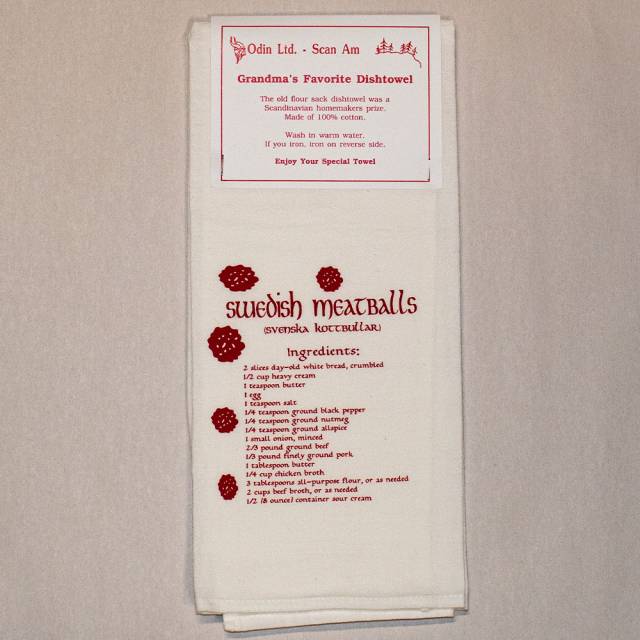 Odin Ltd. - Scan Am
Grandma's Favorite Dishtowel
The old flour sack dishtowel was a
Scandinavian homemakers prize.
Made of 100% cotton.
Wash in warm water.
If you iron, iron on reverse side.
Enjoy Your Special Towel
Swedish Meatballs
(Svenska Kottbullar)
Ingredients:
2 slices day-old white bread, crumbled
1/2 cup heavy cream
1 teaspoon butter
1 egg
1 teaspoon salt
1/4 teaspoon ground black pepper
1/4 teaspoon ground nutmeg
1/4 teaspoon ground allspice
1 small onion, minced
2/3 pound ground beef
1/3 pound finely ground pork
1 tablespoon butter
1/4 cup chicken broth
3 tablespoons all-purpose flour, or as needed
2 cups beef broth, or as needed
1/2 (8 ounce) container sour cream